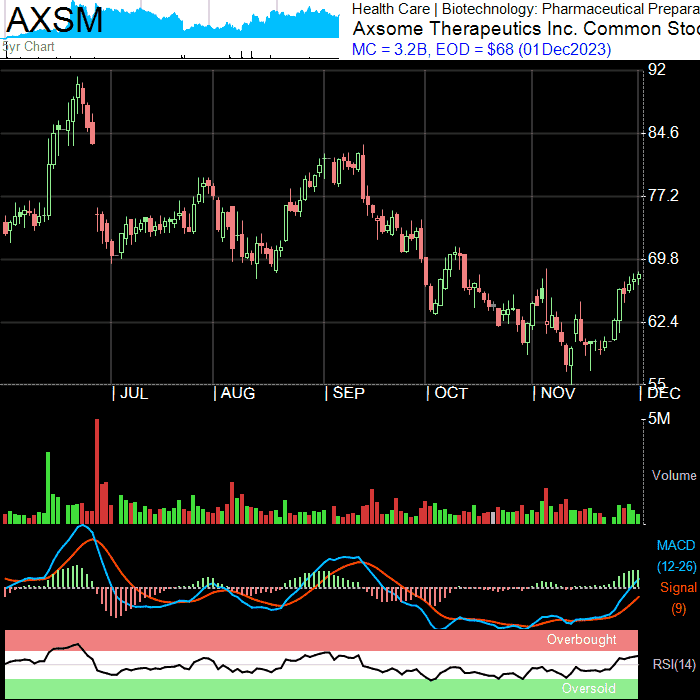 AXSM
5yr Chart
Health Care | Biotechnology: Pharmaceutical Prepara
Axsome Therapeutics Inc. Common Stoc
MC = 3.2B, EOD = $68 (01Dec2023)
92
84.6
77.2
69.8
62.4
55
JUL
AUG
SEP
OCT
NOV
DEC
5M
Volume
MACD
(12-26)
Signal
(9)
Overbought
RSI(14)
Oversold